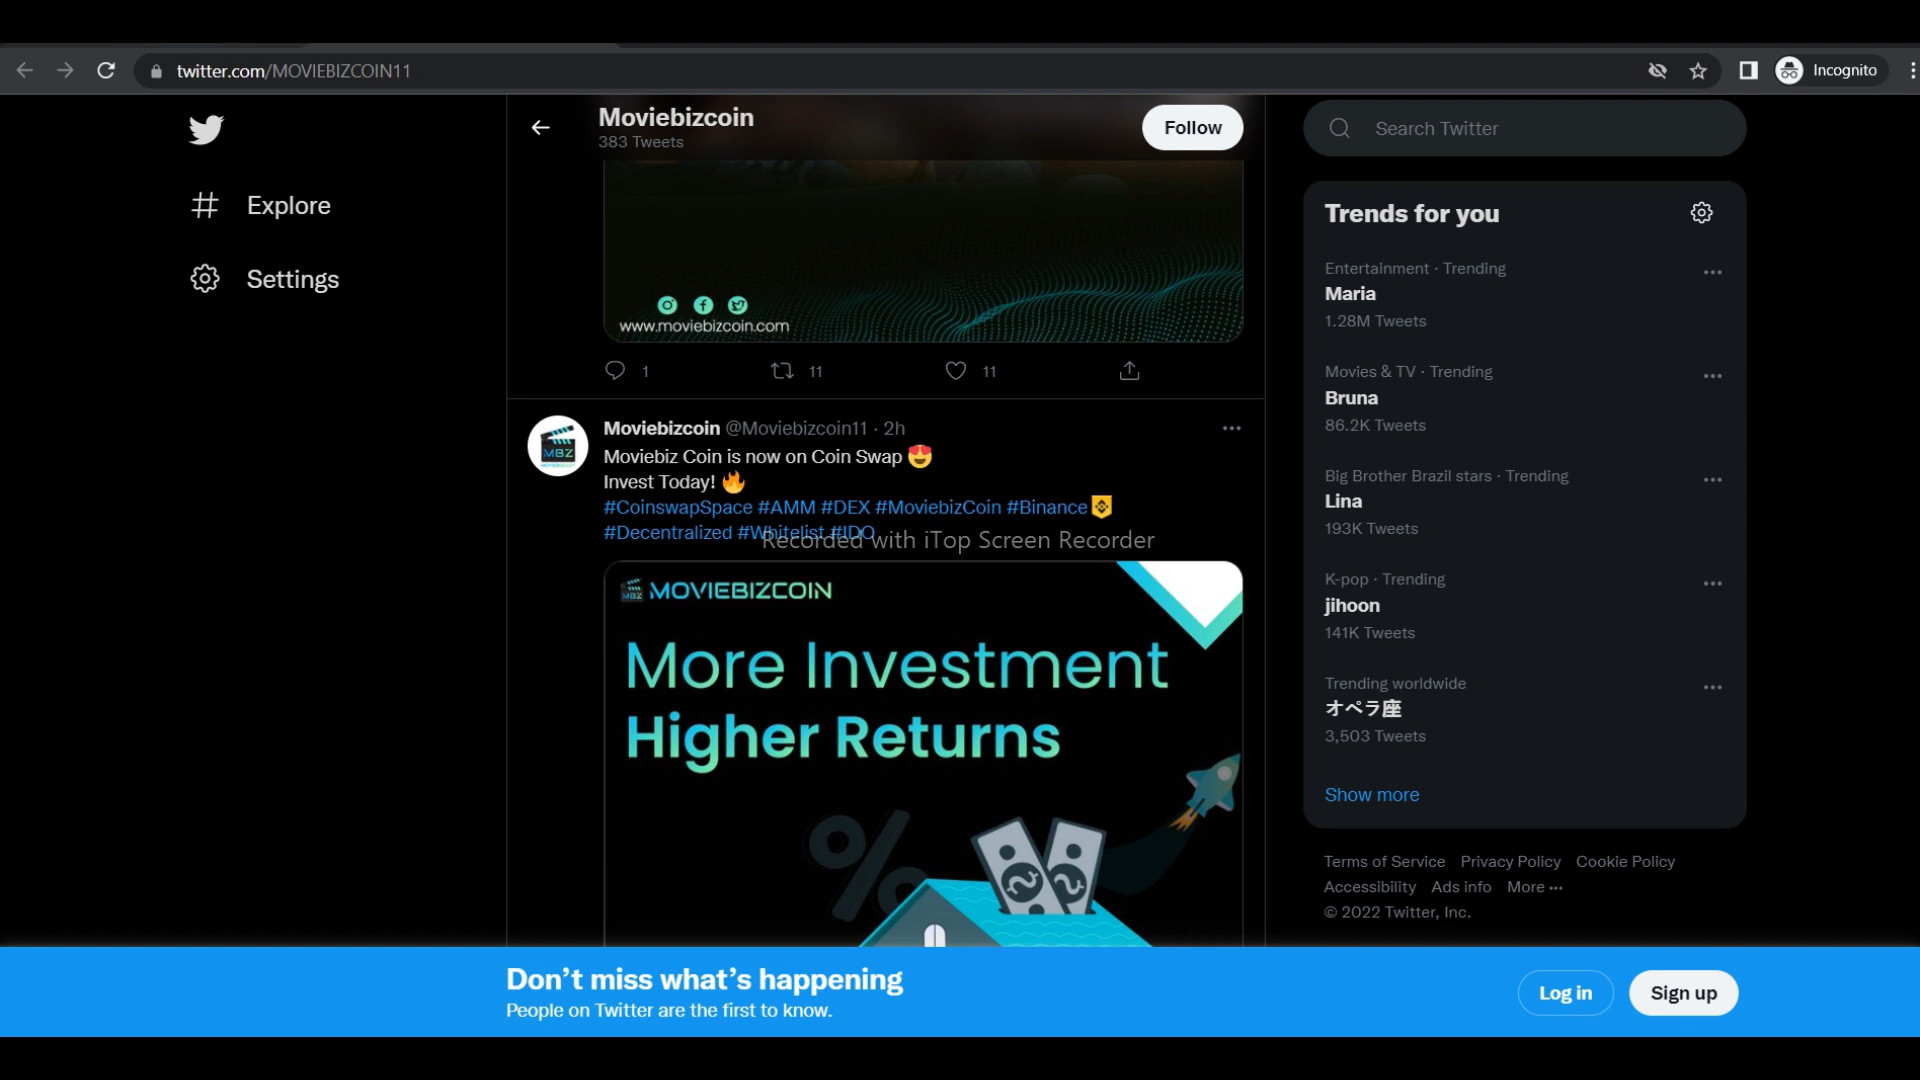 twitter.com/MOVIEBIZCOIN11
Incognito
Explore
Settings
Moviebizcoin
383 Tweets
Follow
www.moviebizcoin.com
1
11
11
Moviebizcoin @Moviebizcoin11 · 2h
Moviebiz Coin is now on Coin Swap 😍
Invest Today! 🔥
#CoinswapSpace #AMM #DEX #MoviebizCoin #Binance
#Decentralized #Whitelist #IDO
Recorded with iTop Screen Recorder
MBZ
MBZ
MOVIEBIZCOIN
More Investment
Higher Returns
Search Twitter
Trends for you
Entertainment · Trending
Maria
1.28M Tweets
Movies & TV · Trending
Bruna
86.2K Tweets
Big Brother Brazil stars · Trending
Lina
193K Tweets
K-pop · Trending
jihoon
141K Tweets
Trending worldwide
オペラ座
3,503 Tweets
Show more
Terms of Service Privacy Policy Cookie Policy
Accessibility Ads info More ···
© 2022 Twitter, Inc.
Don't miss what's happening
People on Twitter are the first to know.
Log in
Sign up